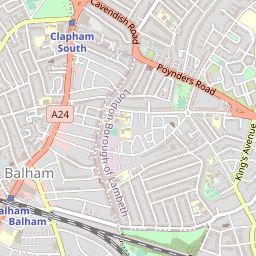 Cavendish Road
Clapham
South
Poynders Road
A24
London Borough of Lambeth
King's Avenue
Balham
Balham
Balham